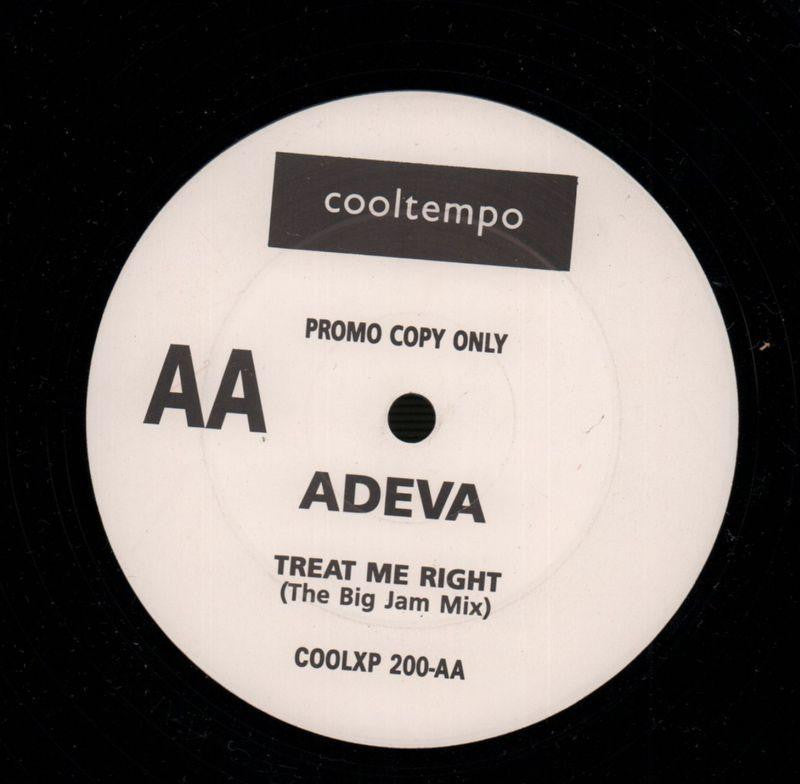 cooltempo
PROMO COPY ONLY
AA
ADEVA
TREAT ME RIGHT
(The Big Jam Mix)
COOLXP 200-AA